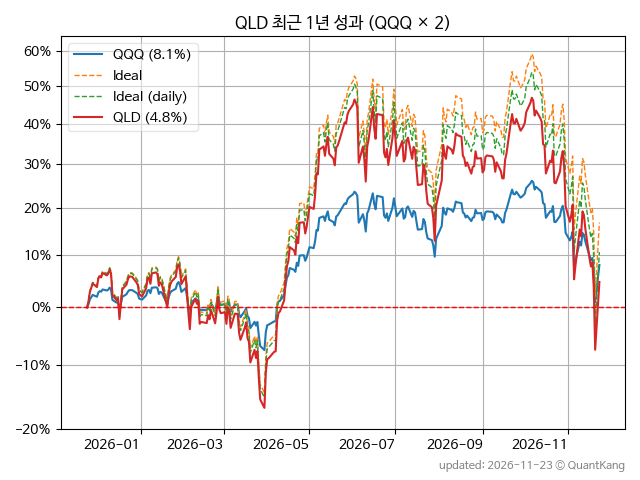 QLD 최근 1년 성과 (QQQ × 2)
60%
50%
40%
30%
20%
10%
0%
−10%
−20%
QQQ (8.1%)
Ideal
Ideal (daily)
QLD (4.8%)
2026-01
2026-03
2026-05
2026-07
2026-09
2026-11
updated: 2026-11-23 © QuantKang